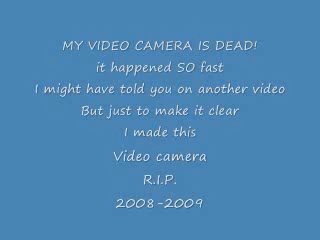 MY VIDEO CAMERA IS DEAD!
it happened SO fast
I might have told you on another video
But just to make it clear
I made this
Video camera
R.I.P.
2008-2009